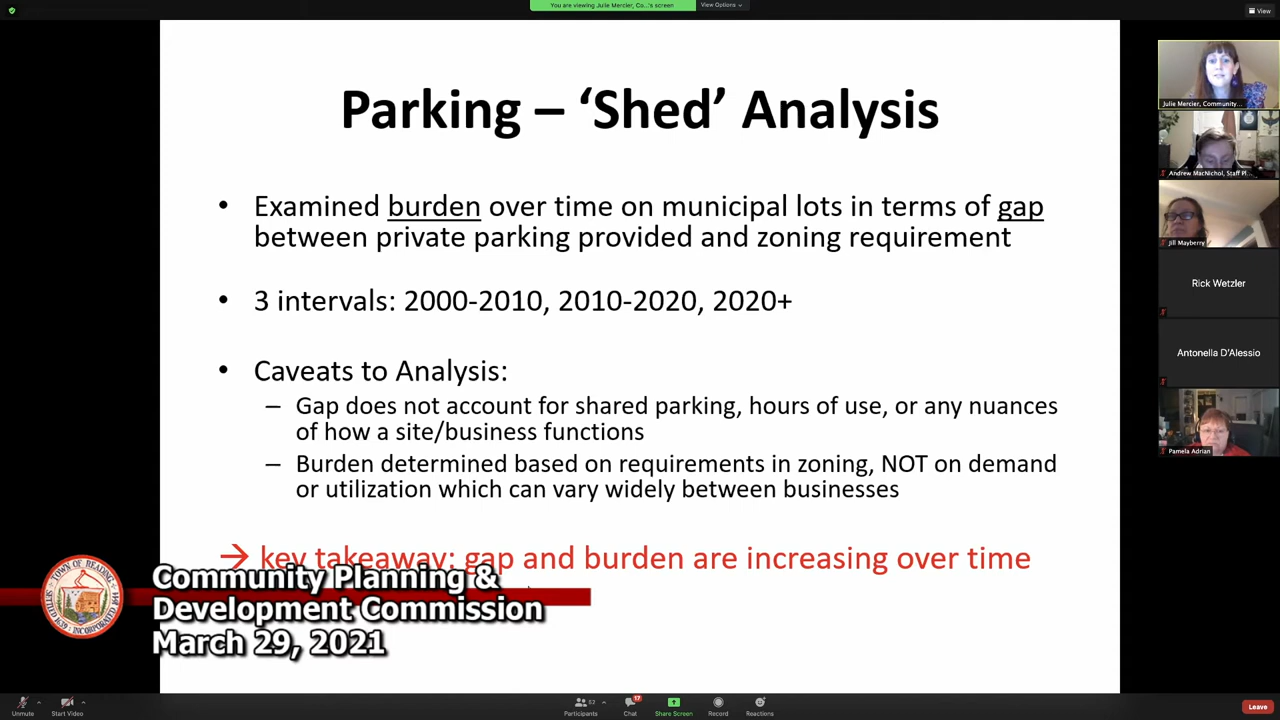 You are viewing Julie Mercier, Co...'s screen
View Options
View
Parking – ‘Shed’ Analysis
• Examined burden over time on municipal lots in terms of gap
between private parking provided and zoning requirement
• 3 intervals: 2000-2010, 2010-2020, 2020+
• Caveats to Analysis:
– Gap does not account for shared parking, hours of use, or any nuances
of how a site/business functions
– Burden determined based on requirements in zoning, NOT on demand
or utilization which can vary widely between businesses
→ key takeaway: gap and burden are increasing over time
TOWN OF READING
Community Planning &
Development Commission
March 29, 2021
Julie Mercier, Community...
Andrew MacNichol, Staff Pl...
Jill Mayberry
Rick Wetzler
Antonella D'Alessio
Pamela Adrian
Unmute
Start Video
57
Participants
17
Chat
Share Screen
Record
Reactions
Leave